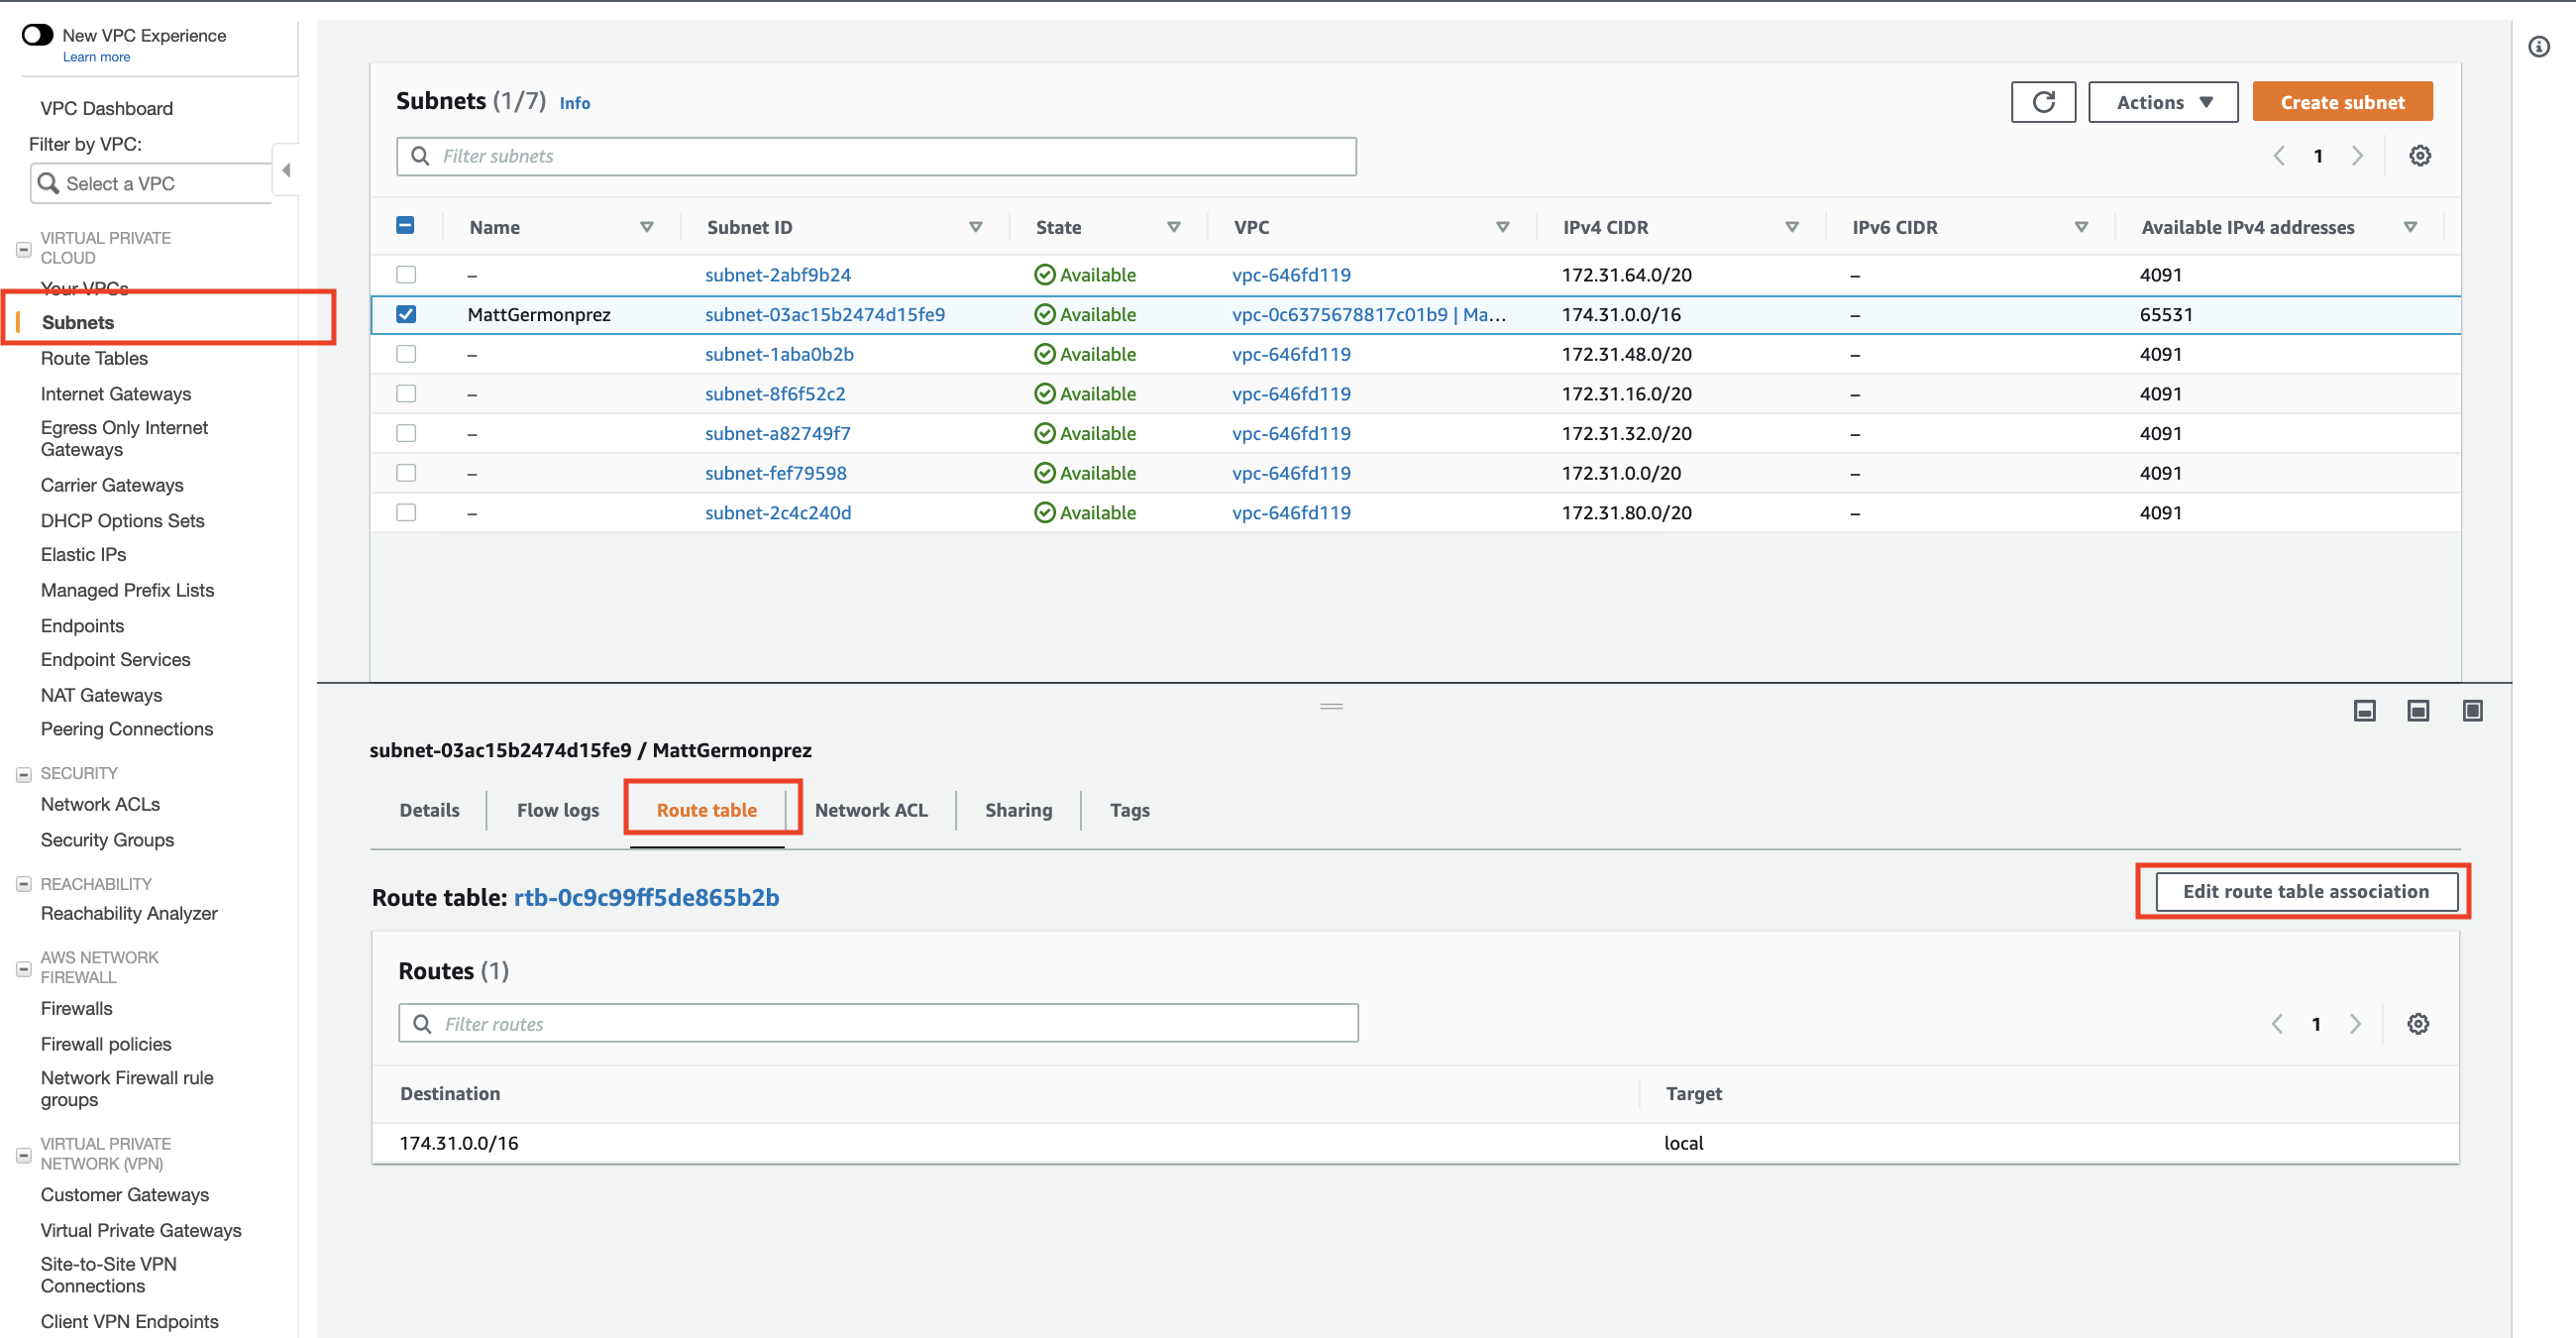 New VPC Experience
Learn more
VPC Dashboard
Filter by VPC:
Select a VPC
VIRTUAL PRIVATE
CLOUD
Your VPCs
Subnets
Route Tables
Internet Gateways
Egress Only Internet
Gateways
Carrier Gateways
DHCP Options Sets
Elastic IPs
Managed Prefix Lists
Endpoints
Endpoint Services
NAT Gateways
Peering Connections
SECURITY
Network ACLs
Security Groups
REACHABILITY
Reachability Analyzer
AWS NETWORK
FIREWALL
Firewalls
Firewall policies
Network Firewall rule
groups
VIRTUAL PRIVATE
NETWORK (VPN)
Customer Gateways
Virtual Private Gateways
Site-to-Site VPN
Connections
Client VPN Endpoints
Subnets (1/7) Info
Actions
Create subnet
Filter subnets
1
Name Subnet ID State VPC IPv4 CIDR IPv6 CIDR Available IPv4 addresses
– subnet-2abf9b24 Available vpc-646fd119 172.31.64.0/20 – 4091
MattGermonprez subnet-03ac15b2474d15fe9 Available vpc-0c6375678817c01b9 | Ma... 174.31.0.0/16 – 65531
– subnet-1aba0b2b Available vpc-646fd119 172.31.48.0/20 – 4091
– subnet-8f6f52c2 Available vpc-646fd119 172.31.16.0/20 – 4091
– subnet-a82749f7 Available vpc-646fd119 172.31.32.0/20 – 4091
– subnet-fef79598 Available vpc-646fd119 172.31.0.0/20 – 4091
– subnet-2c4c240d Available vpc-646fd119 172.31.80.0/20 – 4091
subnet-03ac15b2474d15fe9 / MattGermonprez
Details Flow logs Route table Network ACL Sharing Tags
Route table: rtb-0c9c99ff5de865b2b
Edit route table association
Routes (1)
Filter routes
1
Destination Target
174.31.0.0/16 local